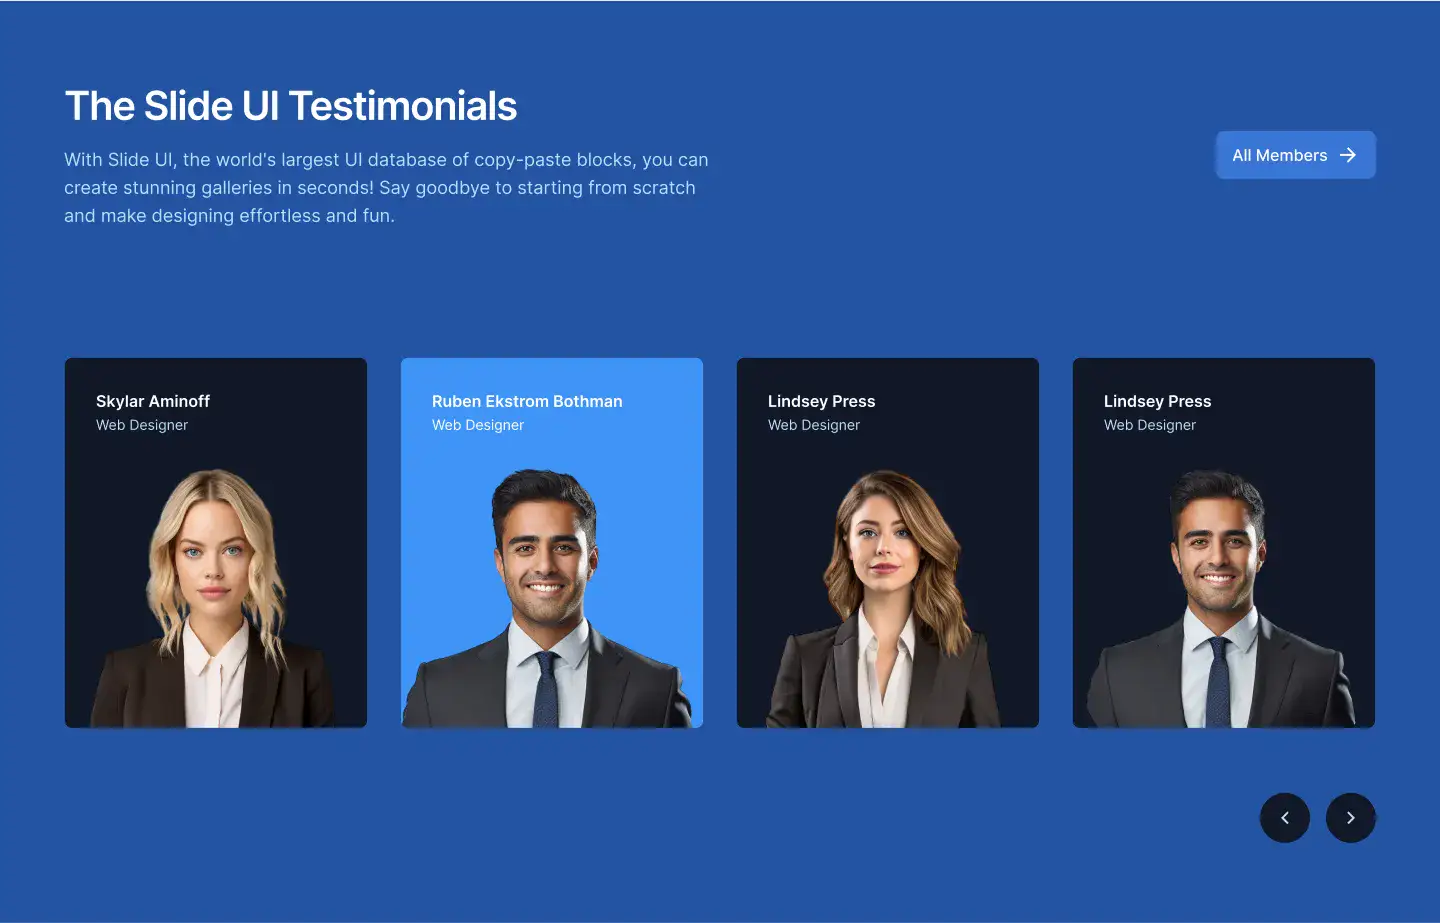 The Slide UI Testimonials
With Slide UI, the world's largest UI database of copy-paste blocks, you can
create stunning galleries in seconds! Say goodbye to starting from scratch
and make designing effortless and fun.
All Members
Skylar Aminoff
Web Designer
Ruben Ekstrom Bothman
Web Designer
Lindsey Press
Web Designer
Lindsey Press
Web Designer